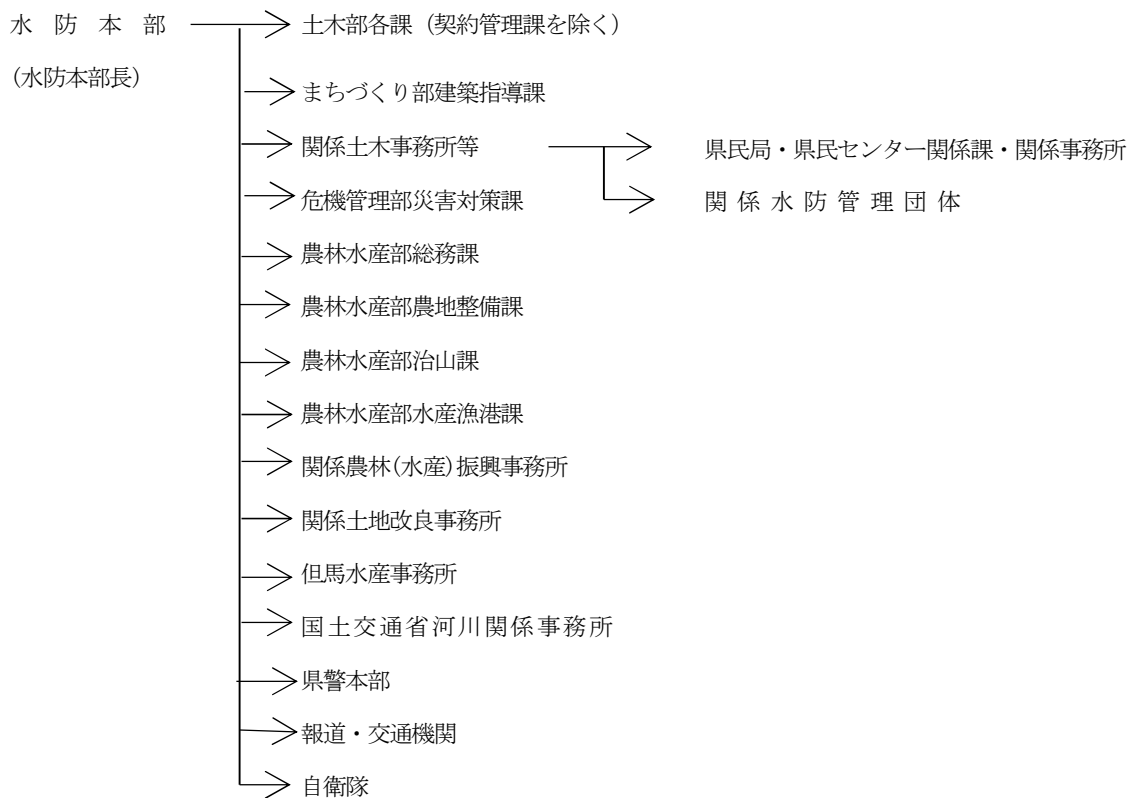 水防本部
土木部各課（契約管理課を除く）
(水防本部長)
まちづくり部建築指導課
関係土木事務所等
県民局・県民センター関係課・関係事務所
危機管理部災害対策課
関係水防管理団体
農林水産部総務課
農林水産部農地整備課
農林水産部治山課
農林水産部水産漁港課
関係農林(水産)振興事務所
関係土地改良事務所
但馬水産事務所
国土交通省河川関係事務所
県警本部
報道・交通機関
自衛隊